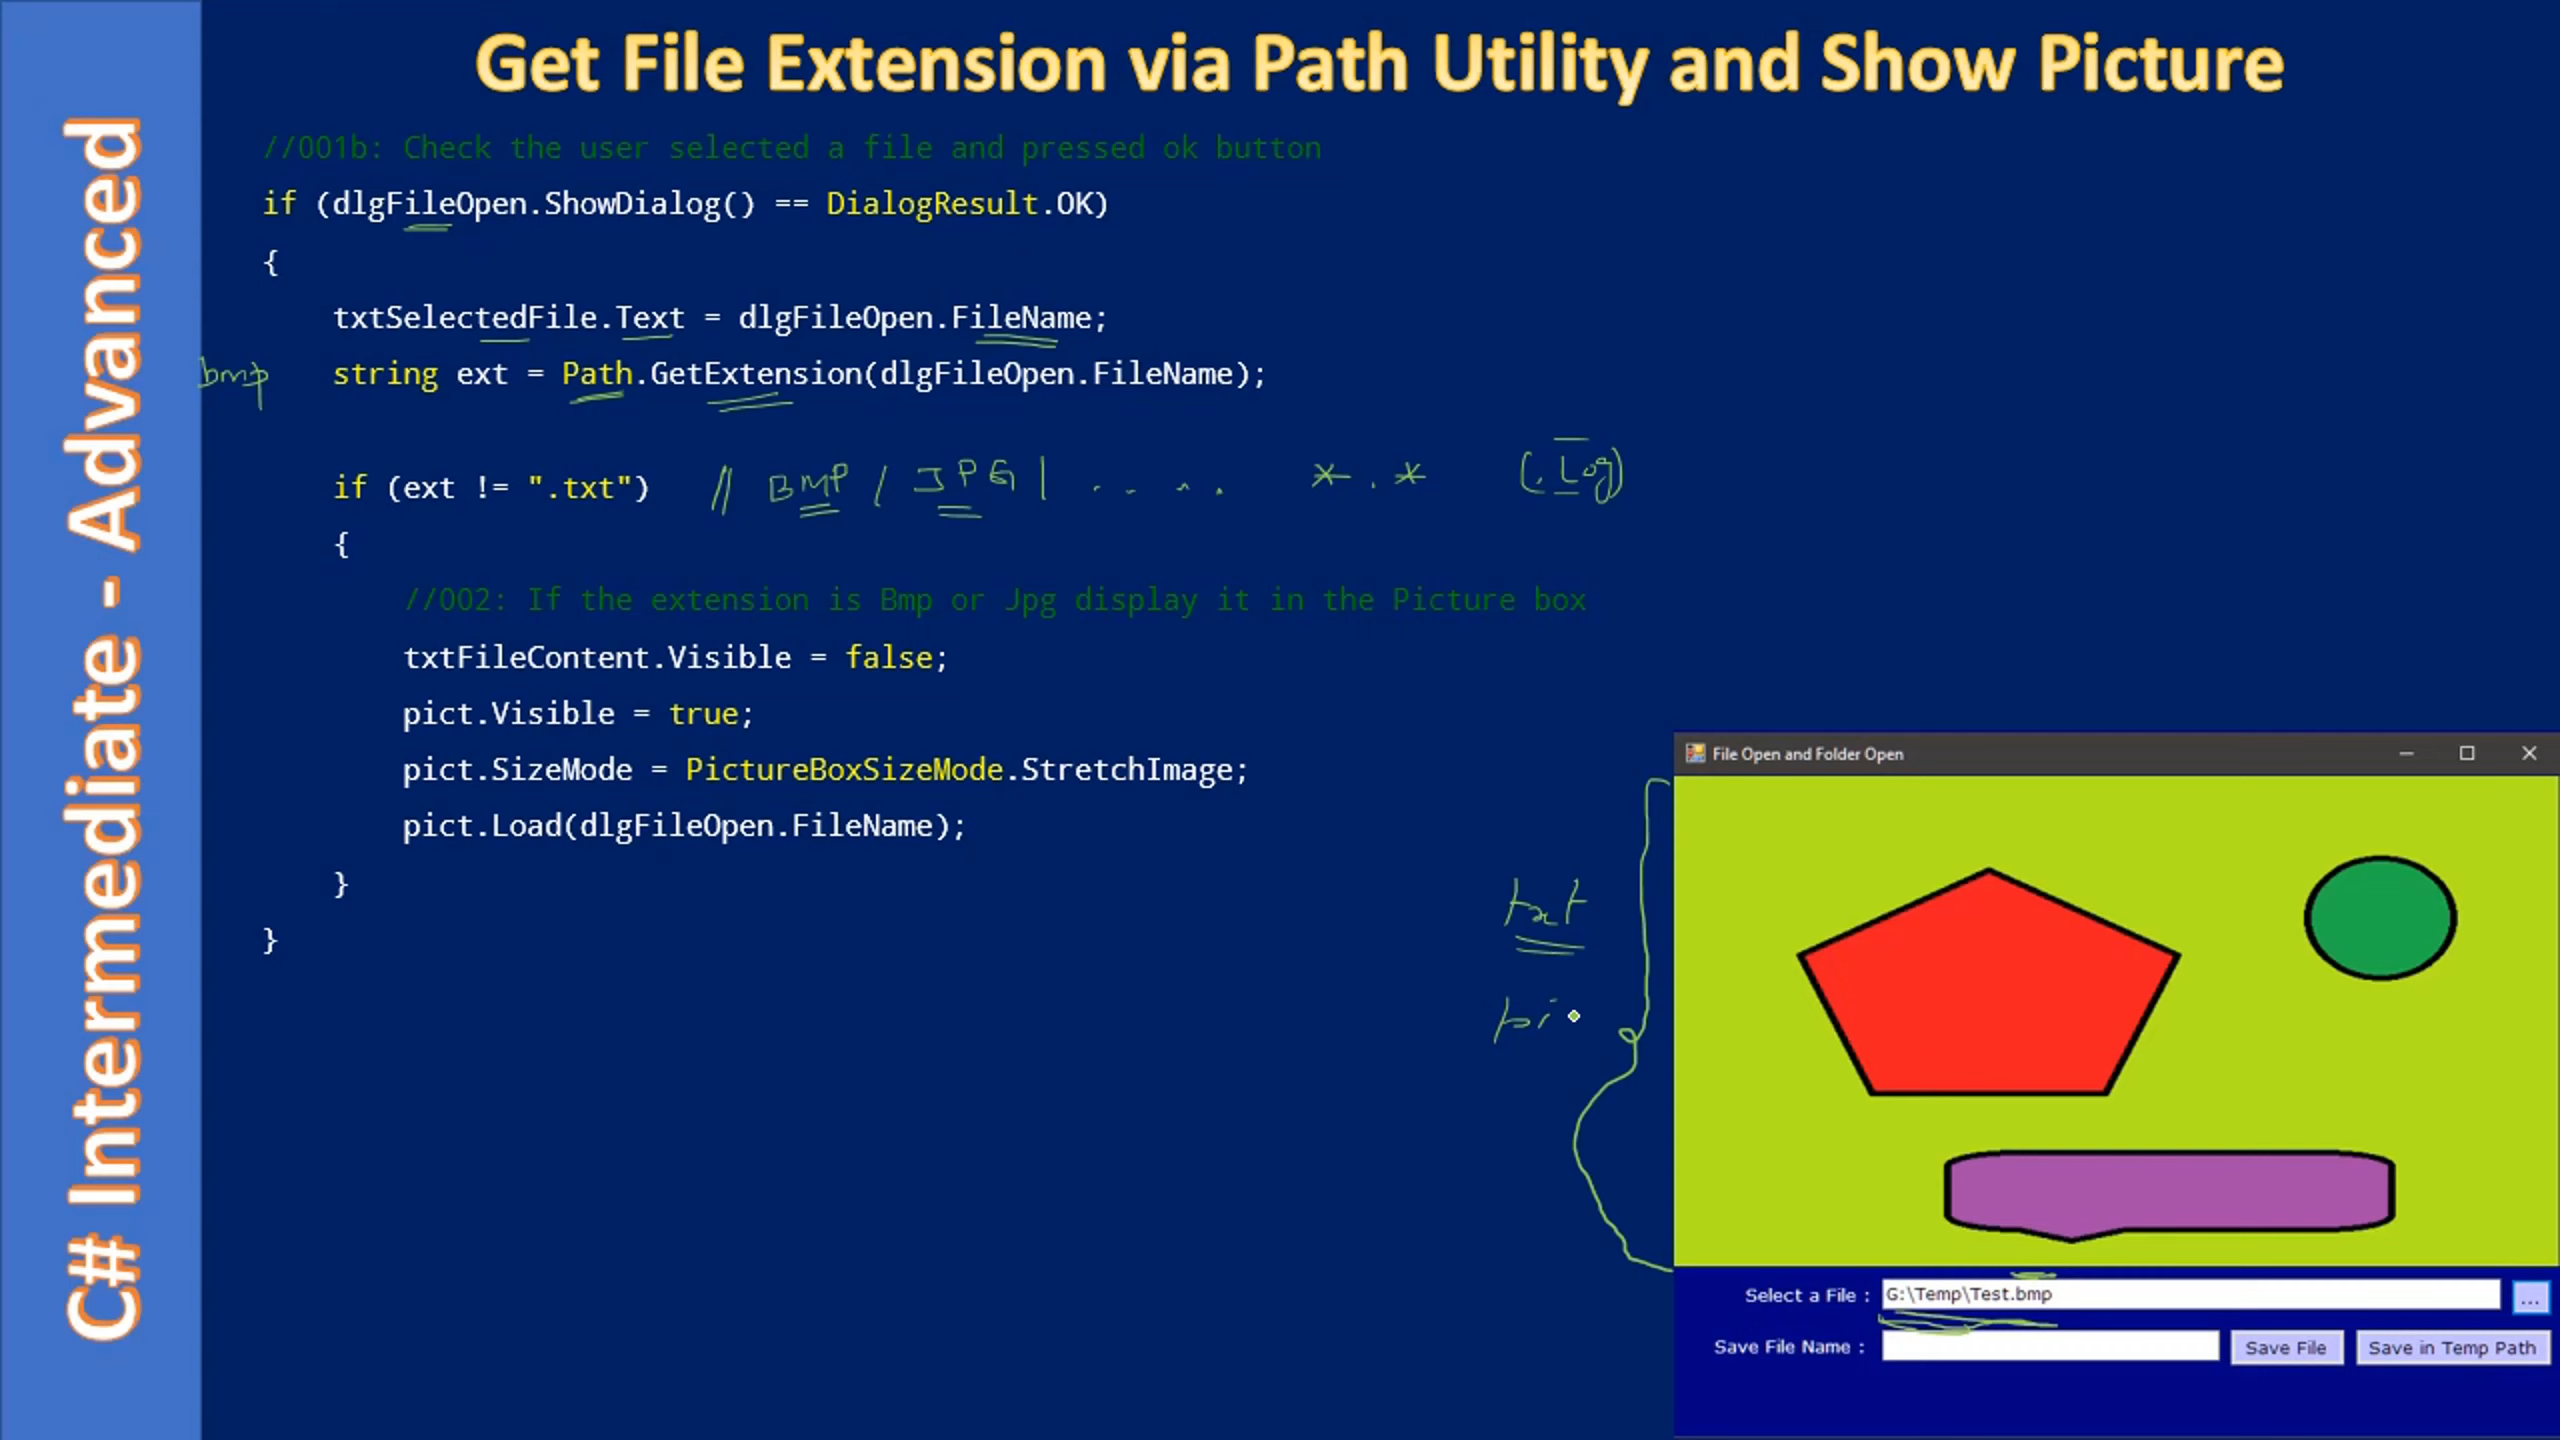 Get File Extension via Path Utility and Show Picture
C# Intermediate - Advanced
//001b: Check the user selected a file and pressed ok button
if (dlgFileOpen.ShowDialog() == DialogResult.OK)
{
txtSelectedFile.Text = dlgFileOpen.FileName;
bmp string ext = Path.GetExtension(dlgFileOpen.FileName);
if (ext != ".txt") // BMP / JPG | .... *.* (.Log)
{
//002: If the extension is Bmp or Jpg display it in the Picture box
txtFileContent.Visible = false;
pict.Visible = true;
pict.SizeMode = PictureBoxSizeMode.StretchImage;
pict.Load(dlgFileOpen.FileName);
}
}
txt
pi
File Open and Folder Open
Select a File : G:\Temp\Test.bmp ...
Save File Name : Save File Save in Temp Path